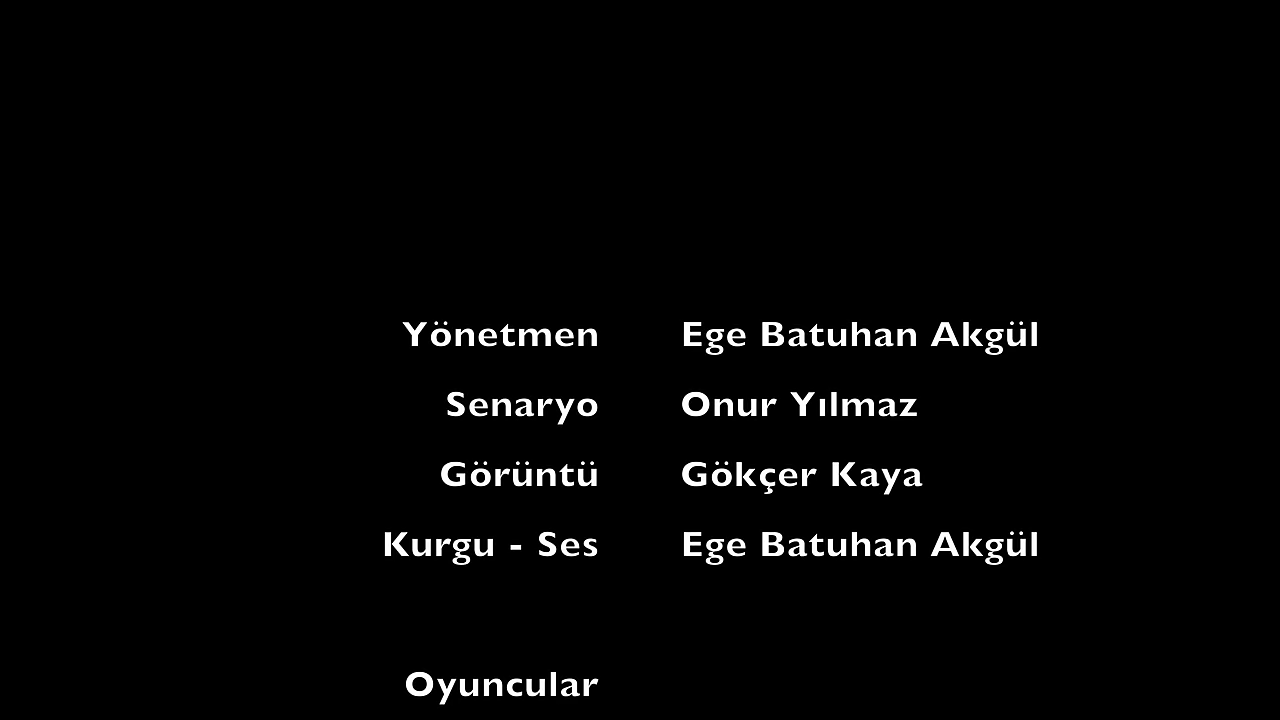 Yönetmen Ege Batuhan Akgül
Senaryo Onur Yılmaz
Görüntü Gökçer Kaya
Kurgu - Ses Ege Batuhan Akgül
Oyuncular